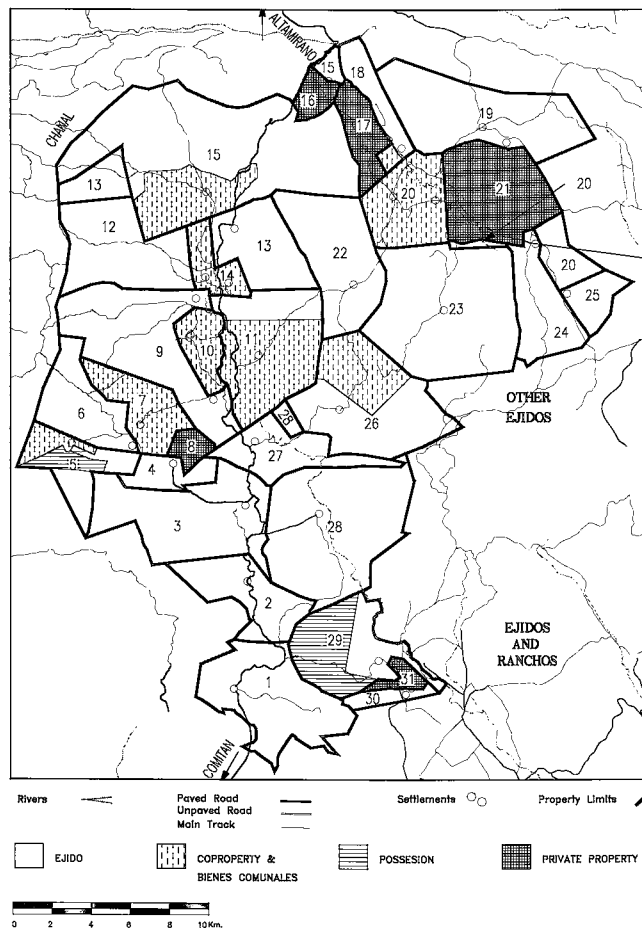 ALTAMIRANO
CHANAL
15
18
16
19
17
15
13
20
21
20
12
13
22
14
20
25
23
24
9
10
7
6
28
26
8
27
5
4
3
28
OTHER
EJIDOS
2
29
EJIDOS
AND
RANCHOS
1
31
30
COMITAN
Rivers
Paved Road
Unpaved Road
Main Track
Settlements
Property Limits
EJIDO
COPROPERTY &
BIENES COMUNALES
POSSESION
PRIVATE PROPERTY
0 2 4 6 8 10 Km.